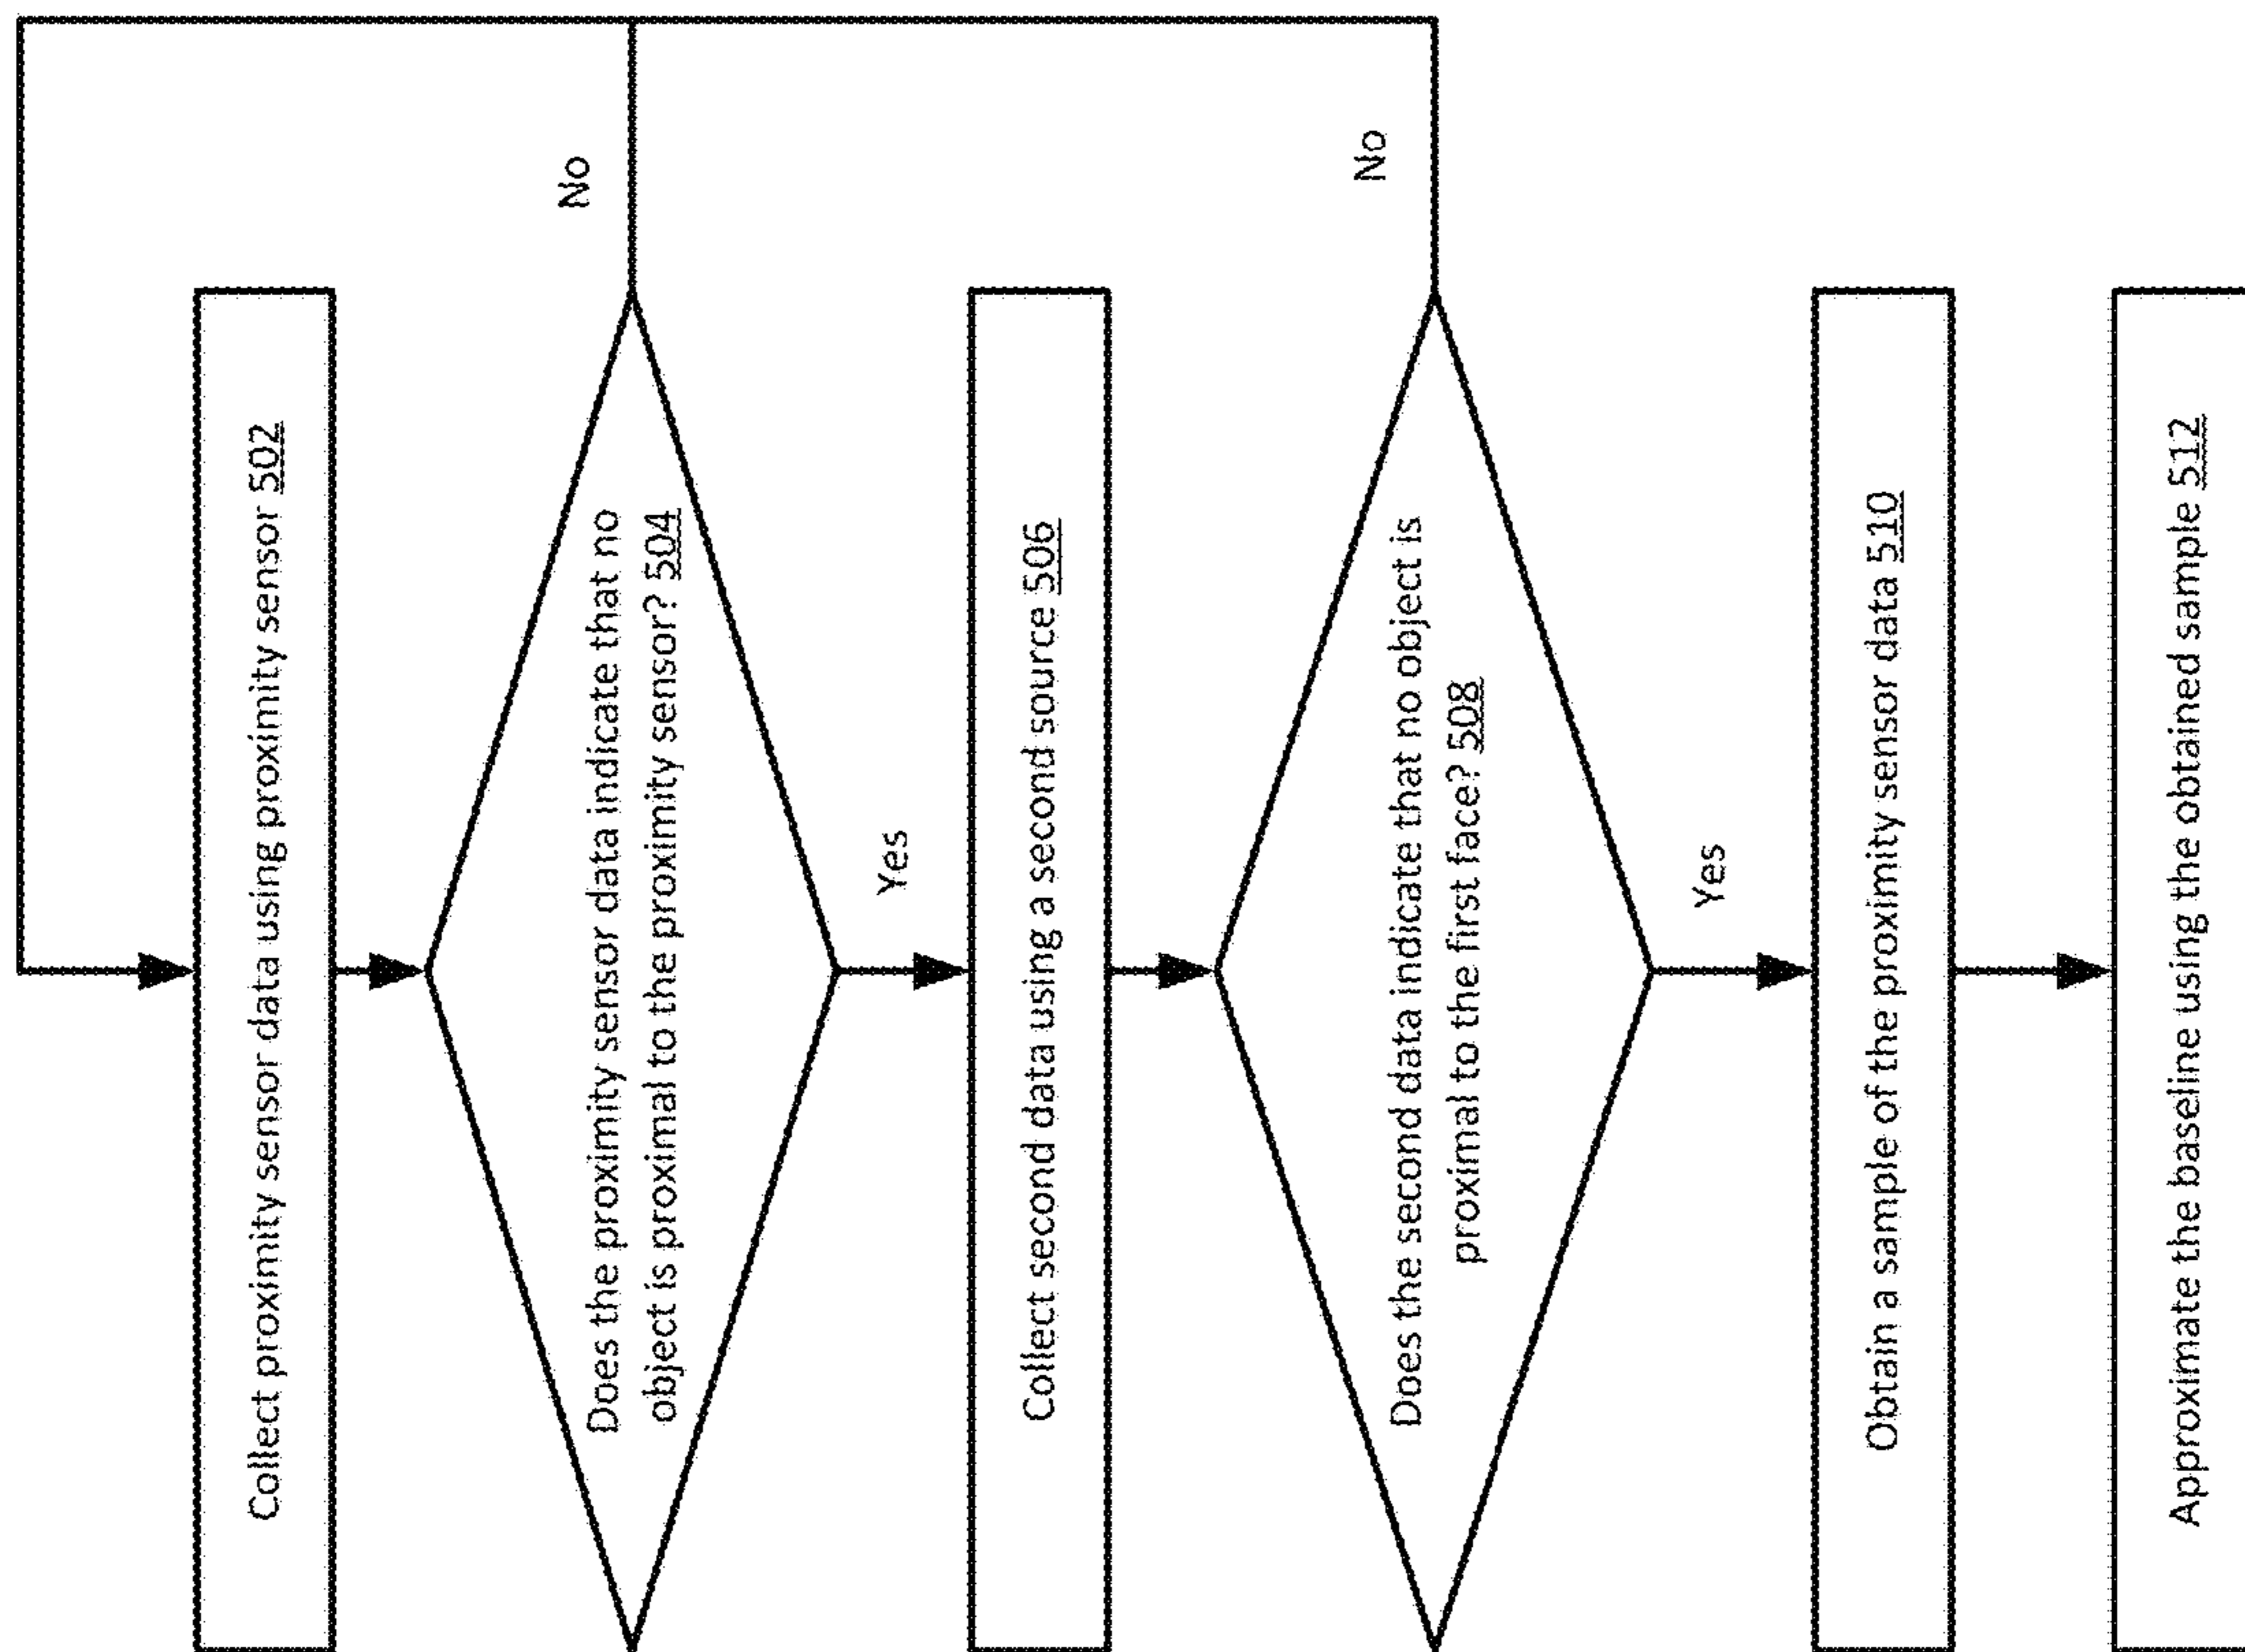 Collect proximity sensor data using proximity sensor 502
Does the proximity sensor data indicate that no
object is proximal to the proximity sensor? 504
No
Yes
Collect second data using a second source 506
Does the second data indicate that no object is
proximal to the first face? 508
No
Yes
Obtain a sample of the proximity sensor data 510
Approximate the baseline using the obtained sample 512